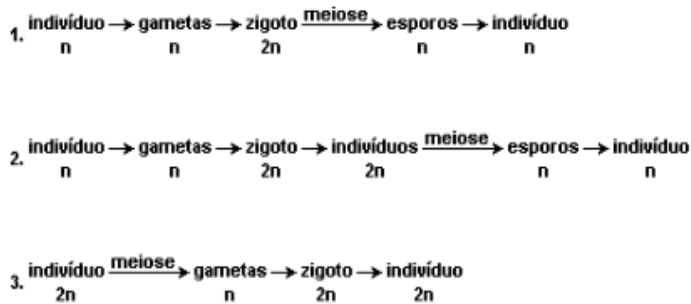 1. indivíduo → gametas → zigoto meiose → esporos → indivíduo
n n 2n n n
2. indivíduo → gametas → zigoto → indivíduos meiose → esporos → indivíduo
n n 2n 2n n n
3. indivíduo meiose → gametas → zigoto → indivíduo
2n n 2n 2n